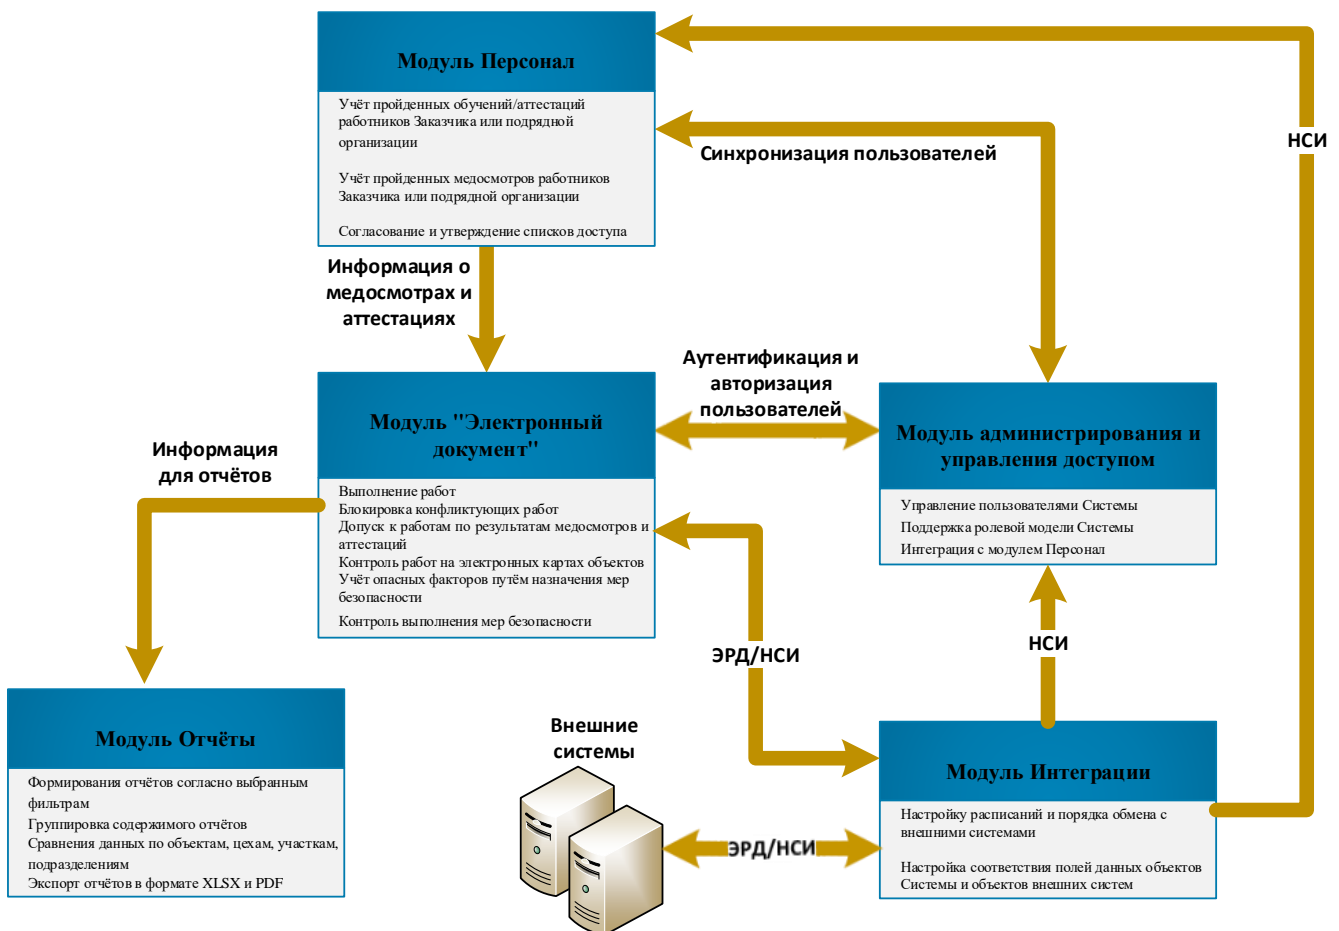 Модуль Персонал
Учёт пройденных обучений/аттестаций
работников Заказчика или подрядной
организации
Учёт пройденных медосмотров работников
Заказчика или подрядной организации
Согласование и утверждение списков доступа
НСИ
Синхронизация пользователей
Информация о
медосмотрах и
аттестациях
Аутентификация и
авторизация
пользователей
Модуль "Электронный
документ"
Выполнение работ
Блокировка конфликтующих работ
Допуск к работам по результатам медосмотров и
аттестаций
Контроль работ на электронных картах объектов
Учёт опасных факторов путём назначения мер
безопасности
Контроль выполнения мер безопасности
Модуль администрирования и
управления доступом
Управление пользователями Системы
Поддержка ролевой модели Системы
Интеграция с модулем Персонал
Информация
для отчётов
ЭРД/НСИ
НСИ
Модуль Отчёты
Формирования отчётов согласно выбранным
фильтрам
Группировка содержимого отчётов
Сравнения данных по объектам, цехам, участкам,
подразделениям
Экспорт отчётов в формате XLSX и PDF
Внешние
системы
ЭРД/НСИ
Модуль Интеграции
Настройку расписаний и порядка обмена с
внешними системами
Настройка соответствия полей данных объектов
Системы и объектов внешних систем